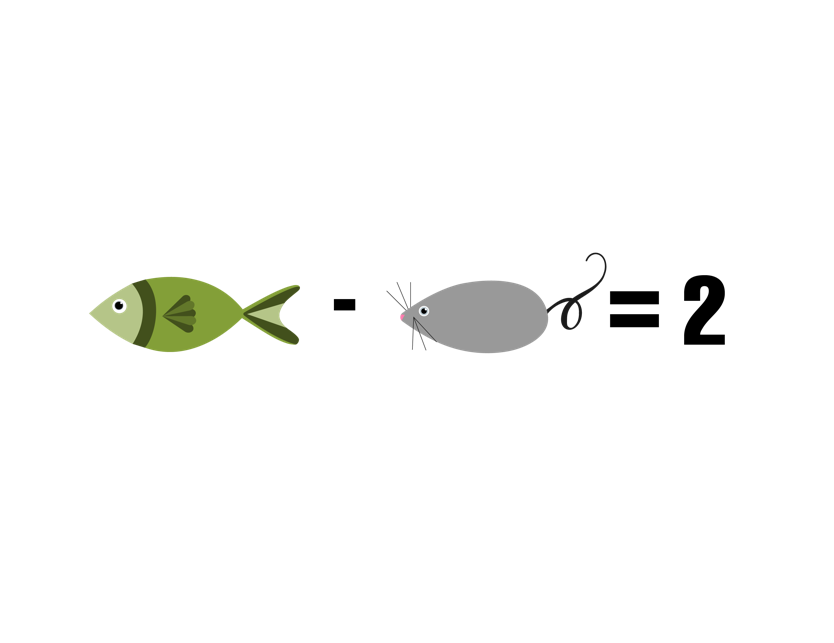 - = 2